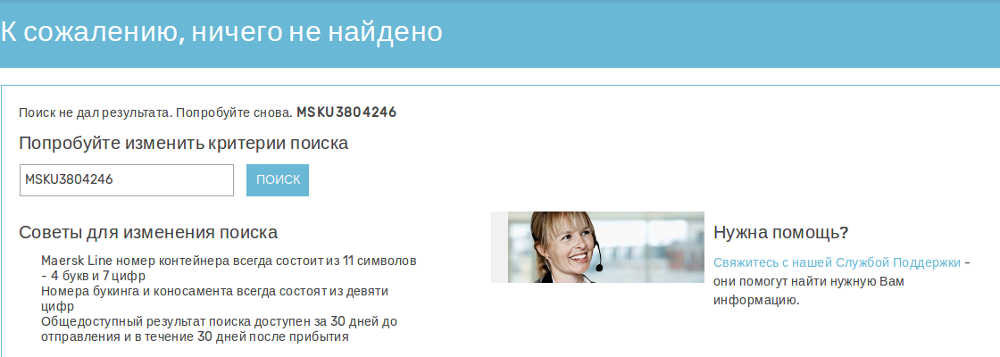 К сожалению, ничего не найдено
Поиск не дал результата. Попробуйте снова. MSKU3804246
Попробуйте изменить критерии поиска
MSKU3804246
ПОИСК
Советы для изменения поиска
Maersk Line номер контейнера всегда состоит из 11 символов
- 4 букв и 7 цифр
Номера букинга и коносамента всегда состоят из девяти
цифр
Общедоступный результат поиска доступен за 30 дней до
отправления и в течение 30 дней после прибытия
Нужна помощь?
Свяжитесь с нашей Службой Поддержки -
они помогут найти нужную Вам
информацию.